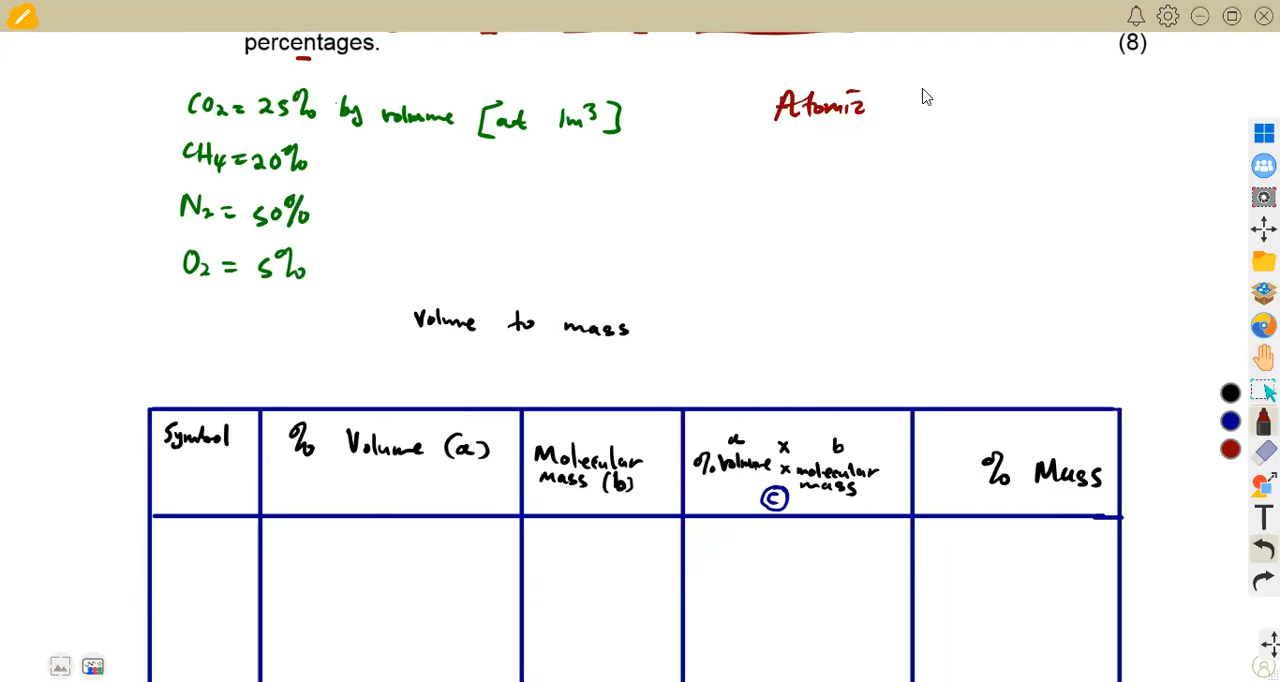 percentages. (8)
CO₂ = 25% by volume [at 1m³]
Atomic
CH₄ = 20%
N₂ = 50%
O₂ = 5%
Volume to mass
Symbol
% Volume (a)
Molecular
mass (b)
a x b
% volume x molecular
mass
c
% Mass
T